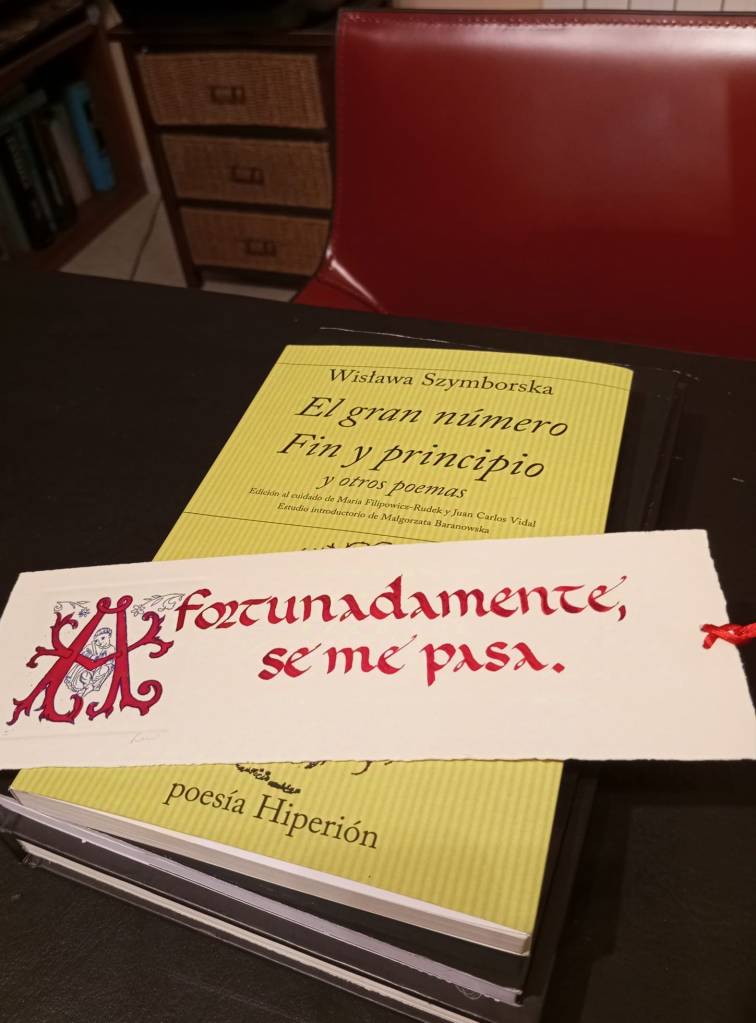 Wisława Szymborska
El gran número
Fin y principio
y otros poemas
Edición al cuidado de Maria Filipowicz-Rudek y Juan Carlos Vidal
Estudio introductorio de Małgorzata Baranowska
Afortunadamente,
se me pasa.
poesía Hiperión